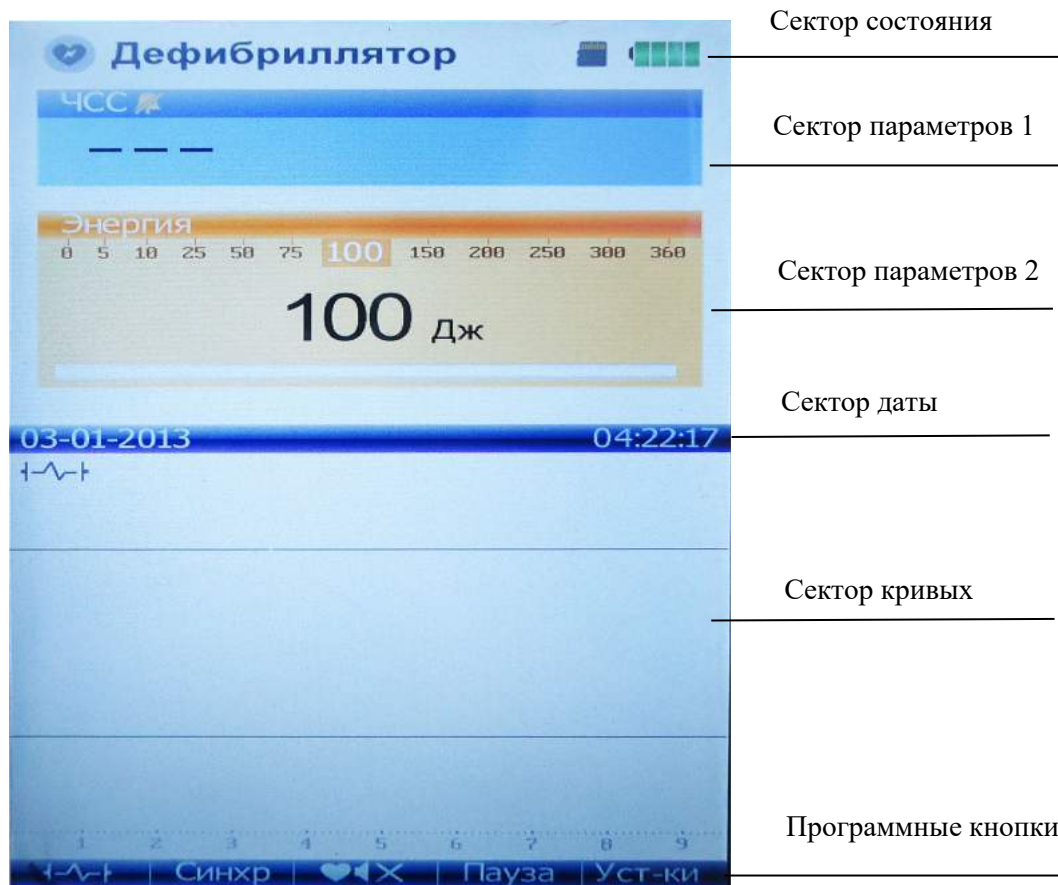 Сектор состояния
Дефибриллятор
ЧСС
Сектор параметров 1
– – –
Энергия
0 5 10 25 50 75 100 150 200 250 300 360
Сектор параметров 2
100 Дж
Сектор даты
03-01-2013 04:22:17
Сектор кривых
1 2 3 4 5 6 7 8 9
Программные кнопки
Синхр Пауза Уст-ки